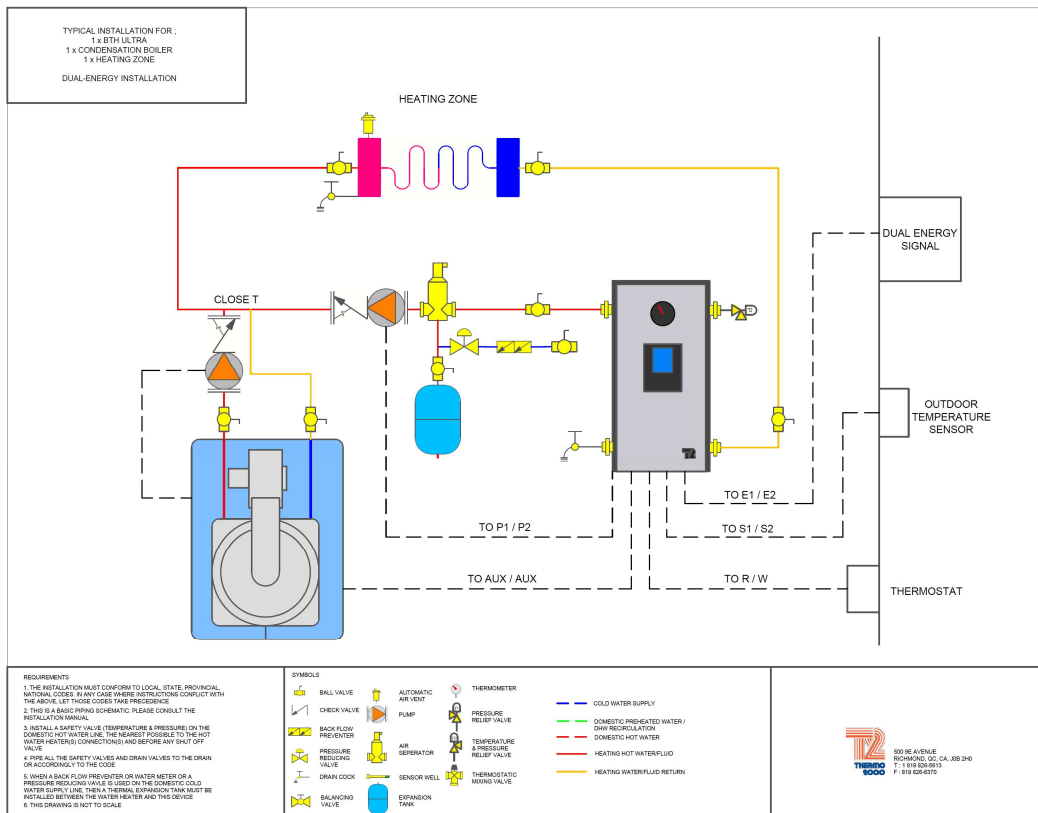 TYPICAL INSTALLATION FOR ;
1 x BTH ULTRA
1 x CONDENSATION BOILER
1 x HEATING ZONE
DUAL-ENERGY INSTALLATION
HEATING ZONE
DUAL ENERGY
SIGNAL
CLOSE T
OUTDOOR
TEMPERATURE
SENSOR
T2
TO E1 / E2
TO P1 / P2
TO S1 / S2
TO AUX / AUX
TO R / W
THERMOSTAT
REQUIREMENTS
1. THE INSTALLATION MUST CONFORM TO LOCAL, STATE, PROVINCIAL,
NATIONAL CODES. IN ANY CASE WHERE INSTRUCTIONS CONFLICT WITH
THE ABOVE, LET THOSE CODES TAKE PRECEDENCE
2. THIS IS A BASIC PIPING SCHEMATIC. PLEASE CONSULT THE
INSTALLATION MANUAL
3. INSTALL A SAFETY VALVE (TEMPERATURE & PRESSURE) ON THE
DOMESTIC HOT WATER LINE, THE NEAREST POSSIBLE TO THE HOT
WATER HEATER(S) CONNECTION(S) AND BEFORE ANY SHUT OFF
VALVE
4. PIPE ALL THE SAFETY VALVES AND DRAIN VALVES TO THE DRAIN
OR ACCORDINGLY TO THE CODE
5. WHEN A BACK FLOW PREVENTER OR WATER METER OR A
PRESSURE REDUCING VAVLE IS USED ON THE DOMESTIC COLD
WATER SUPPLY LINE, THEN A THERMAL EXPANSION TANK MUST BE
INSTALLED BETWEEN THE WATER HEATER AND THIS DEVICE
6. THIS DRAWING IS NOT TO SCALE
SYMBOLS
BALL VALVE
CHECK VALVE
BACK FLOW
PREVENTER
PRESSURE
REDUCING
VALVE
DRAIN COCK
BALANCING
VALVE
AUTOMATIC
AIR VENT
PUMP
AIR
SEPERATOR
SENSOR WELL
EXPANSION
TANK
THERMOMETER
PRESSURE
RELIEF VALVE
TEMPERATURE
& PRESSURE
RELIEF VALVE
THERMOSTATIC
MIXING VALVE
COLD WATER SUPPLY
DOMESTIC PREHEATED WATER /
DHW RECIRCULATION
DOMESTIC HOT WATER
HEATING HOT WATER/FLUID
HEATING WATER/FLUID RETURN
T2
THERMO
2000
500 9E AVENUE
RICHMOND, QC, CA, J0B 2H0
T : 1 819 826-5613
F : 819 826-6370